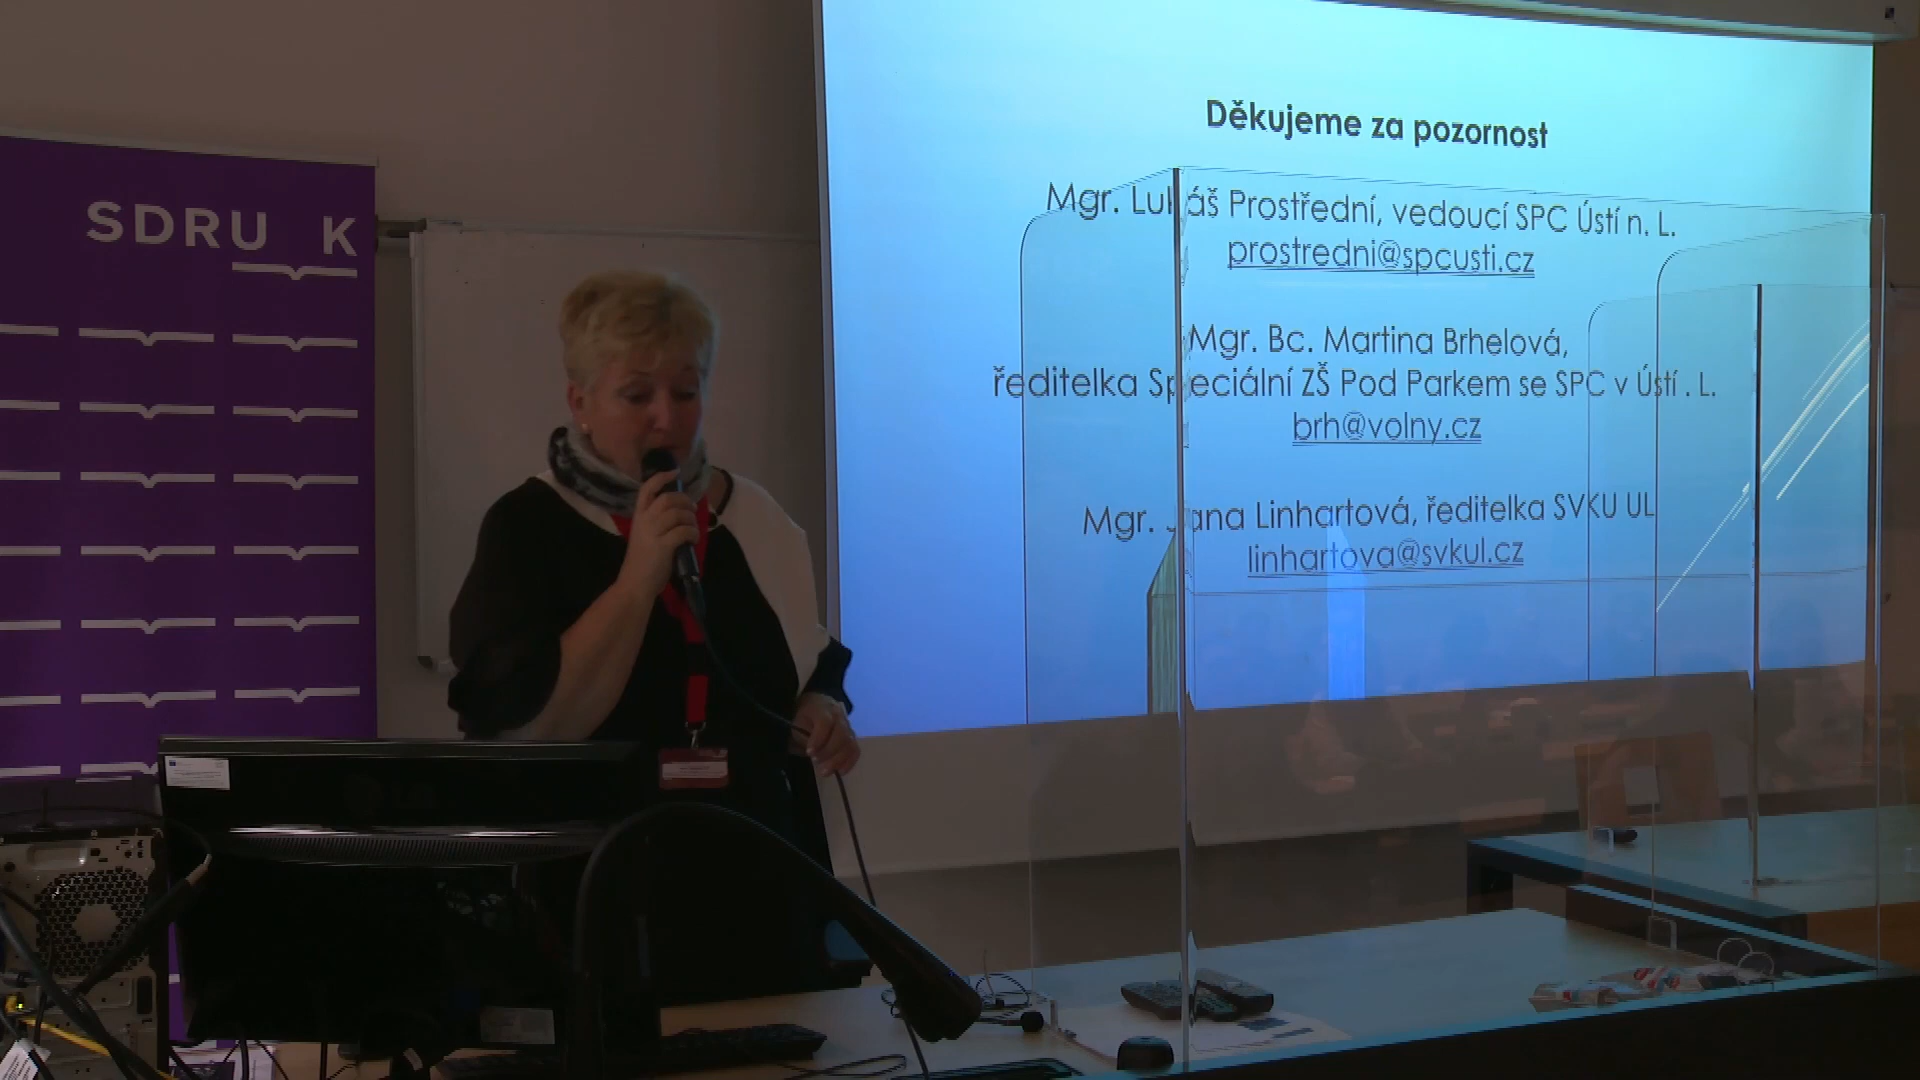 SDRU K
Děkujeme za pozornost
Mgr. Lukáš Prostřední, vedoucí SPC Ústí n. L.
prostredni@spcusti.cz
Mgr. Bc. Martina Brhelová,
ředitelka Speciální ZŠ Pod Parkem se SPC v Ústí . L.
brh@volny.cz
Mgr. Jana Linhartová, ředitelka SVKU UL
linhartova@svkul.cz